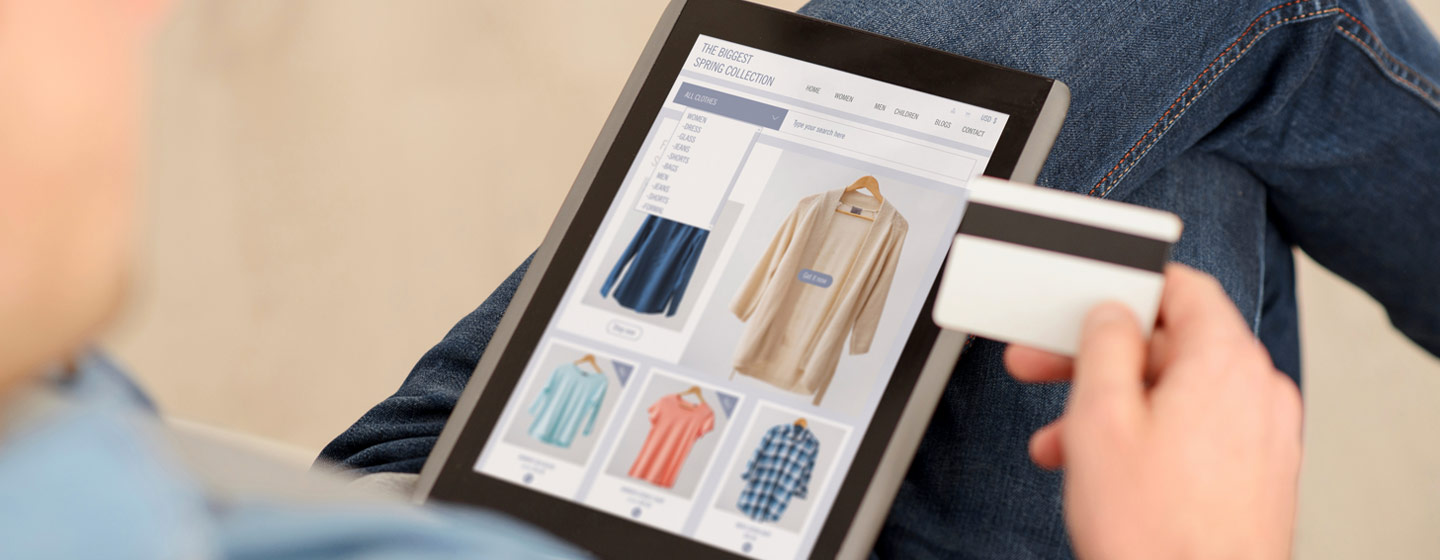 THE BIGGEST
SPRING COLLECTION
HOME WOMEN MEN CHILDREN BLOGS CONTACT
USD $
ALL CLOTHES
Type your search here
WOMEN
-DRESS
-GLASS
-JEANS
-SHORTS
-BAGS
MEN
-JEANS
-SHORTS
-FORMAL
Get it now
Shop now